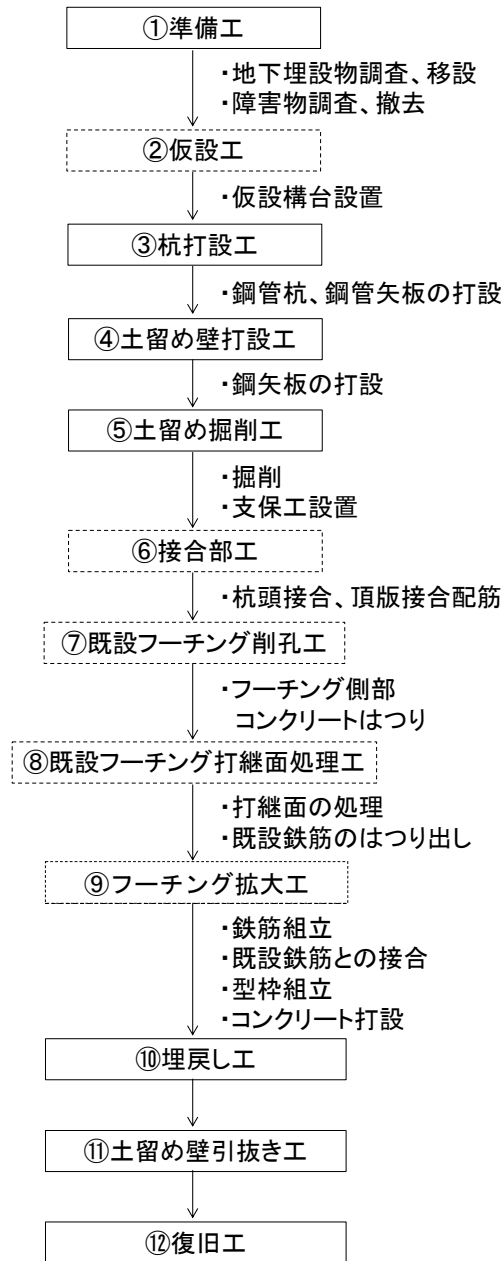 ①準備工
・地下埋設物調査、移設
・障害物調査、撤去
②仮設工
・仮設構台設置
③杭打設工
・鋼管杭、鋼管矢板の打設
④土留め壁打設工
・鋼矢板の打設
⑤土留め掘削工
・掘削
・支保工設置
⑥接合部工
・杭頭接合、頂版接合配筋
⑦既設フーチング削孔工
・フーチング側部
コンクリートはつり
⑧既設フーチング打継面処理工
・打継面の処理
・既設鉄筋のはつり出し
⑨フーチング拡大工
・鉄筋組立
・既設鉄筋との接合
・型枠組立
・コンクリート打設
⑩埋戻し工
⑪土留め壁引抜き工
⑫復旧工